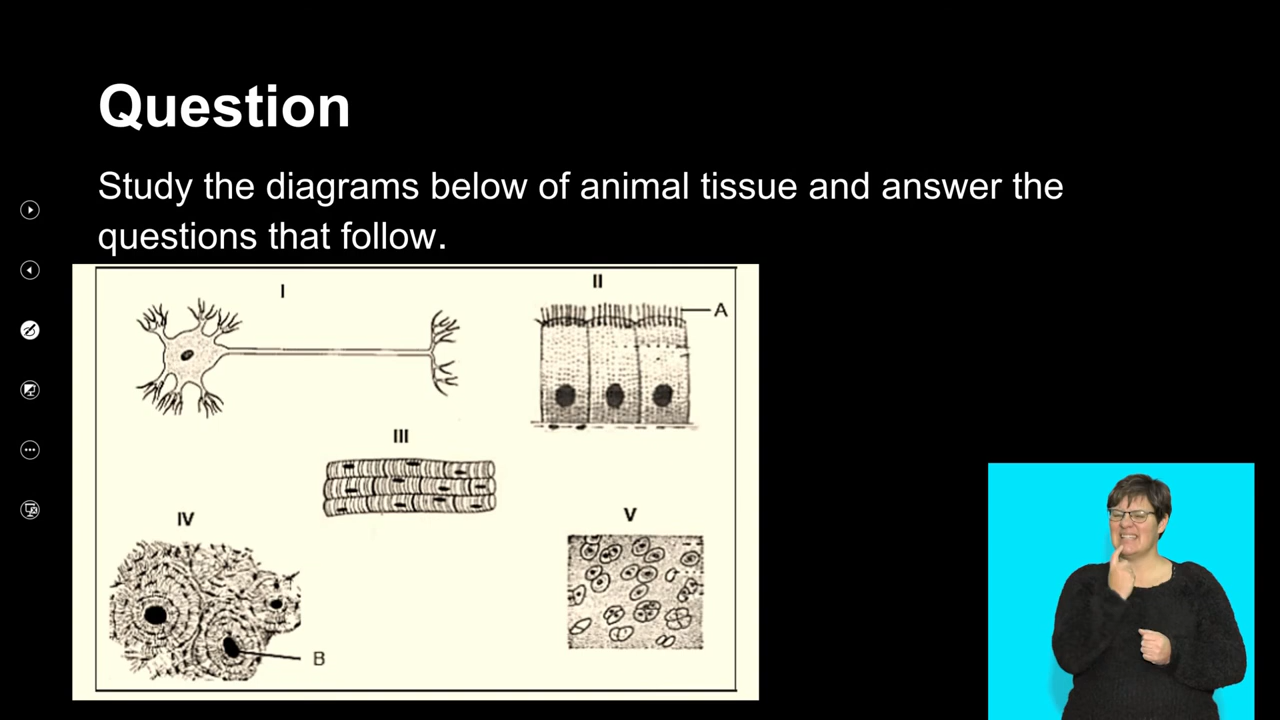 Question
Study the diagrams below of animal tissue and answer the
questions that follow.
I
II
A
III
IV
V
B